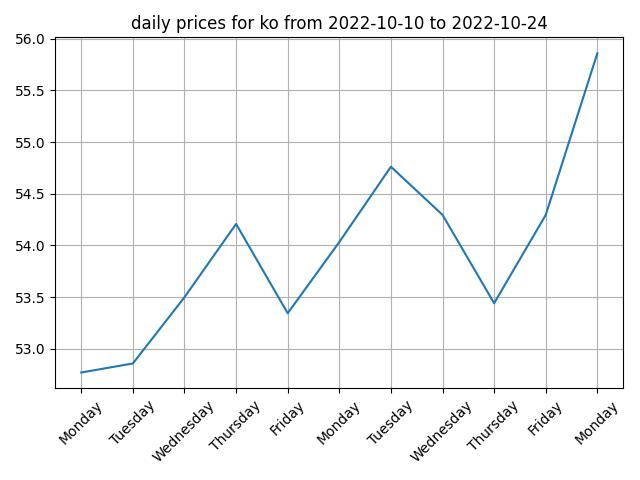 daily prices for ko from 2022-10-10 to 2022-10-24
56.0
55.5
55.0
54.5
54.0
53.5
53.0
Monday
Tuesday
Wednesday
Thursday
Friday
Monday
Tuesday
Wednesday
Thursday
Friday
Monday